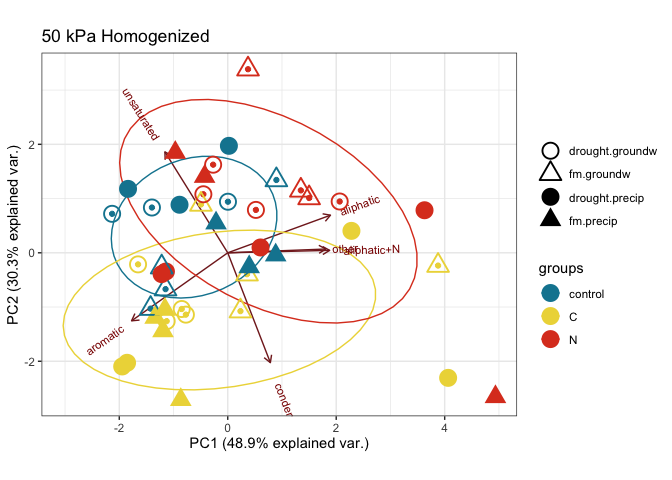 50 kPa Homogenized
PC2 (30.3% explained var.)
2
0
-2
unsaturated
aliphatic
other
aliphatic+N
aromatic
conden
-2
0
2
4
PC1 (48.9% explained var.)
drought.groundw
fm.groundw
drought.precip
fm.precip
groups
control
C
N